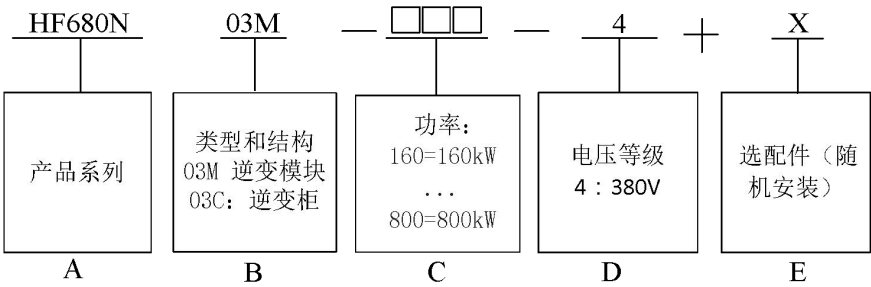 HF680N 03M — □□□ — 4 + X
产品系列
类型和结构
03M 逆变模块
03C：逆变柜
功率：
160=160kW
...
800=800kW
电压等级
4：380V
选配件（随
机安装）
A B C D E